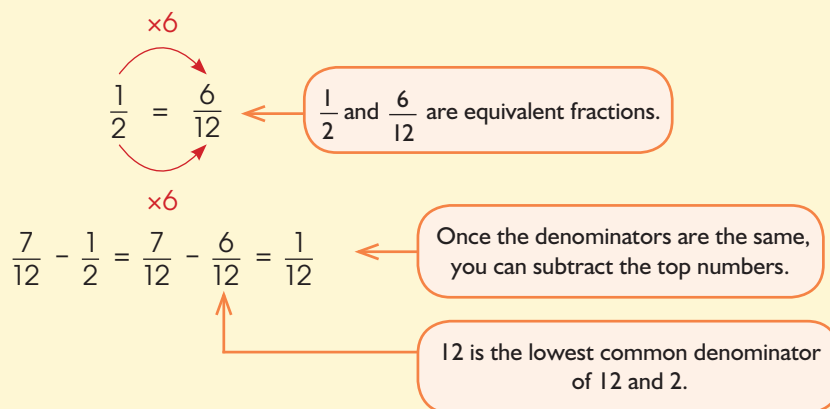 ×6
1/2 = 6/12
1/2 and 6/12 are equivalent fractions.
×6
7/12 - 1/2 = 7/12 - 6/12 = 1/12
Once the denominators are the same,
you can subtract the top numbers.
12 is the lowest common denominator
of 12 and 2.